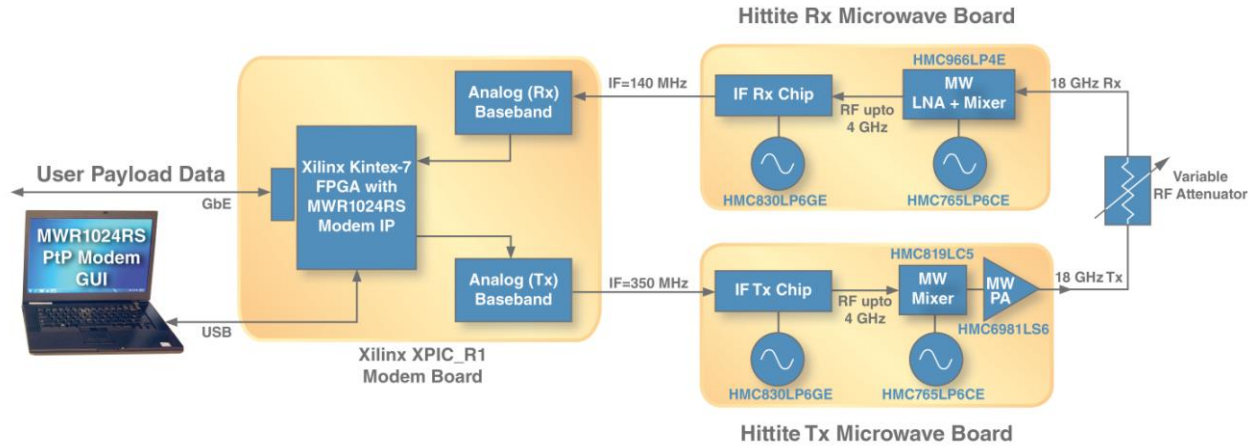 Hittite Rx Microwave Board
HMC966LP4E
MW
LNA + Mixer
18 GHz Rx
RF upto
4 GHz
IF Rx Chip
HMC830LP6GE
HMC765LP6CE
IF=140 MHz
Analog (Rx)
Baseband
Xilinx Kintex-7
FPGA with
MWR1024RS
Modem IP
User Payload Data
GbE
MWR1024RS
PtP Modem
GUI
USB
Analog (Tx)
Baseband
Xilinx XPIC_R1
Modem Board
IF=350 MHz
IF Tx Chip
HMC830LP6GE
RF upto
4 GHz
HMC819LC5
MW
Mixer
HMC765LP6CE
MW
PA
HMC6981LS6
18 GHz Tx
Variable
RF Attenuator
Hittite Tx Microwave Board